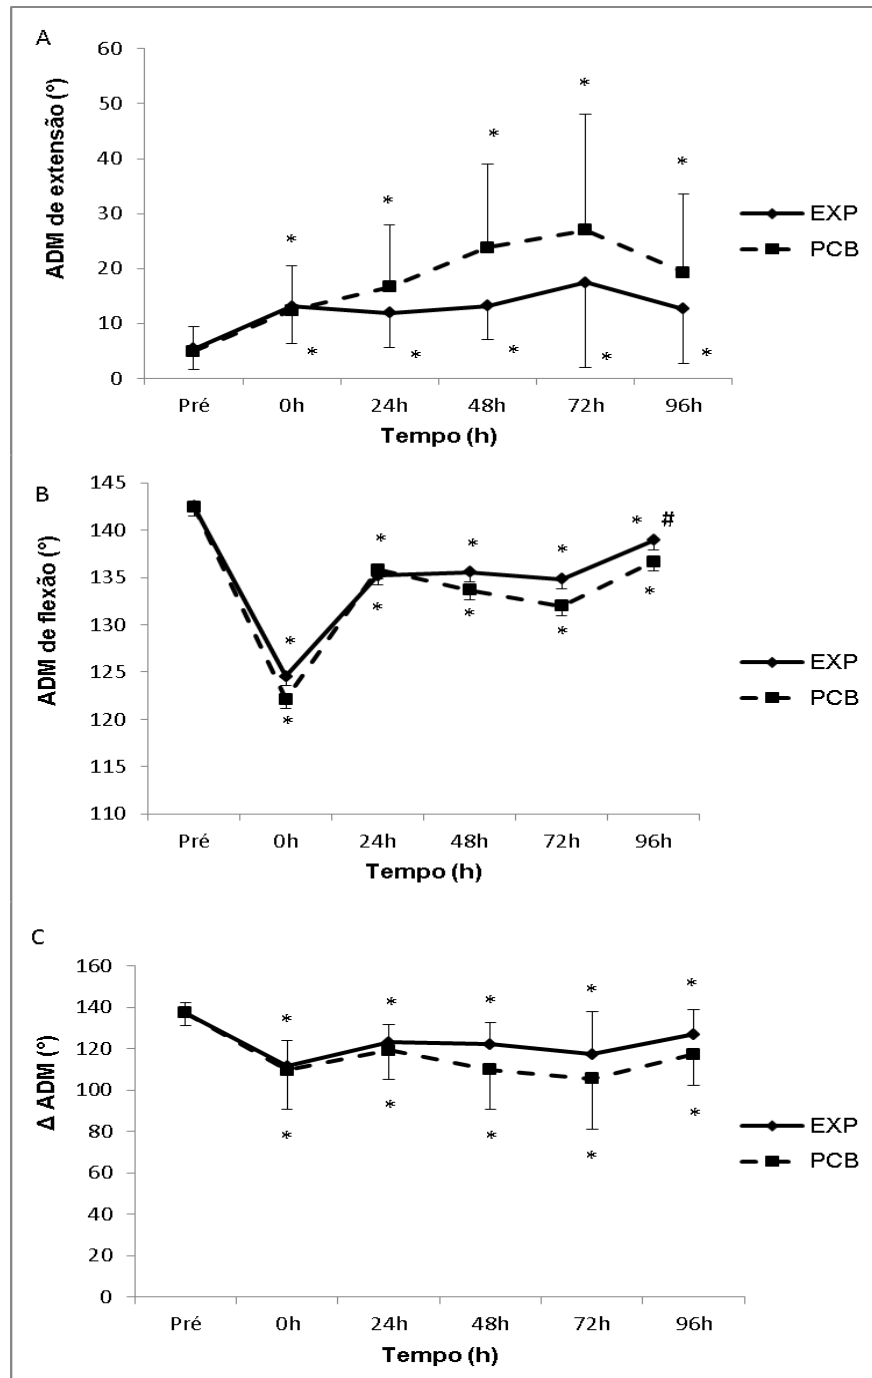 A
ADM de extensão (°)
60
50
40
30
20
10
0
* * * * *
* * * * *
Pré 0h 24h 48h 72h 96h
Tempo (h)
EXP
PCB
B
ADM de flexão (°)
145
140
135
130
125
120
115
110
* * * * * #
* * * * *
Pré 0h 24h 48h 72h 96h
Tempo (h)
EXP
PCB
C
Δ ADM (°)
160
140
120
100
80
60
40
20
0
* * * * *
* * * * *
Pré 0h 24h 48h 72h 96h
Tempo (h)
EXP
PCB